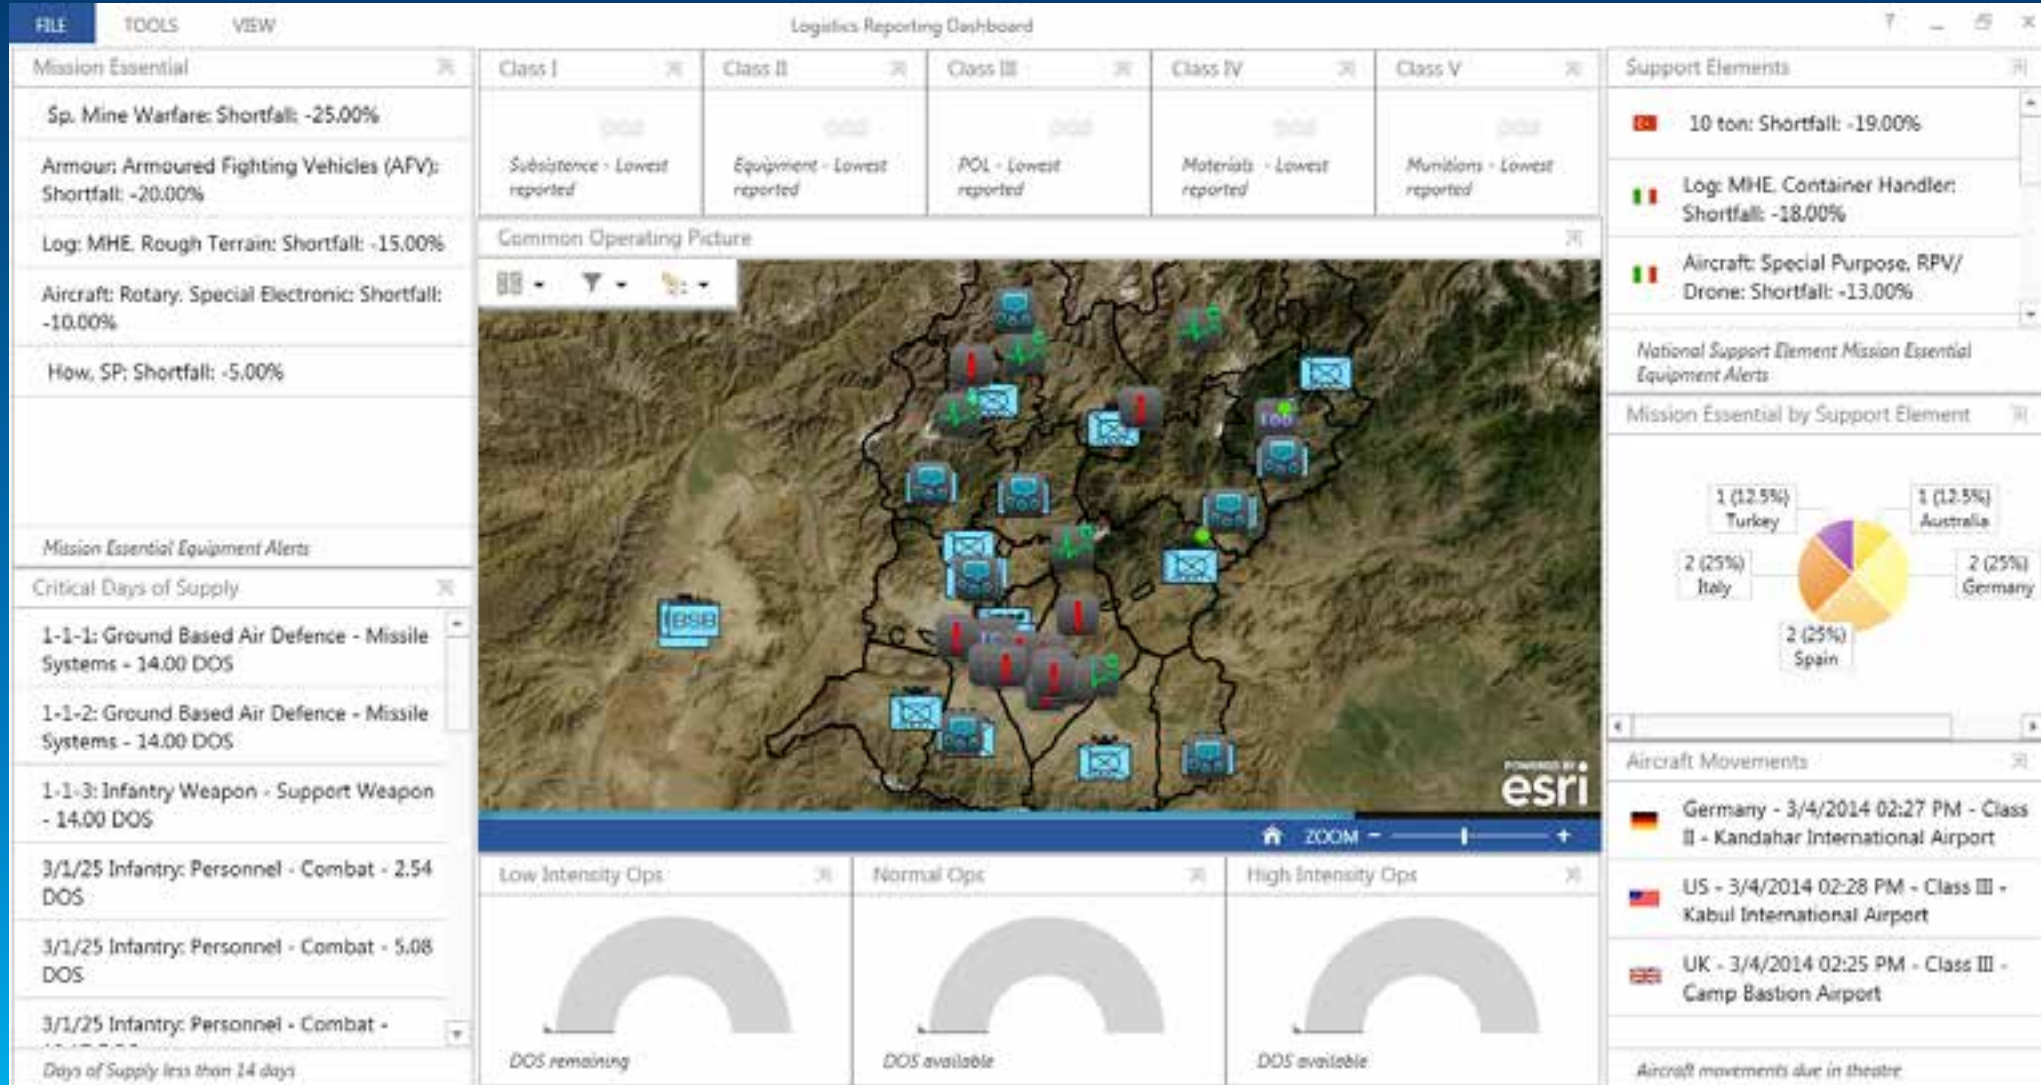 FILE TOOLS VIEW Logistics Reporting Dashboard ?
Mission Essential
Sp. Mine Warfare: Shortfall: -25.00%
Armour: Armoured Fighting Vehicles (AFV):
Shortfall: -20.00%
Log: MHE, Rough Terrain: Shortfall: -15.00%
Aircraft: Rotary, Special Electronic: Shortfall:
-10.00%
How, SP: Shortfall: -5.00%
Mission Essential Equipment Alerts
Critical Days of Supply
1-1-1: Ground Based Air Defence - Missile
Systems - 14.00 DOS
1-1-2: Ground Based Air Defence - Missile
Systems - 14.00 DOS
1-1-3: Infantry Weapon - Support Weapon
- 14.00 DOS
3/1/25 Infantry: Personnel - Combat - 2.54
DOS
3/1/25 Infantry: Personnel - Combat - 5.08
DOS
3/1/25 Infantry: Personnel - Combat -
Days of Supply less than 14 days
Class I
Subsistence - Lowest
reported
Class II
Equipment - Lowest
reported
Class III
POL - Lowest
reported
Class IV
Materials - Lowest
reported
Class V
Munitions - Lowest
reported
Common Operating Picture
BSB
POWERED BY
esri
ZOOM - +
Low Intensity Ops
DOS remaining
Normal Ops
DOS available
High Intensity Ops
DOS available
Support Elements
10 ton: Shortfall: -19.00%
Log: MHE, Container Handler:
Shortfall: -18.00%
Aircraft: Special Purpose, RPV/
Drone: Shortfall: -13.00%
National Support Element Mission Essential
Equipment Alerts
Mission Essential by Support Element
1 (12.5%)
Turkey
1 (12.5%)
Australia
2 (25%)
Italy
2 (25%)
Germany
2 (25%)
Spain
Aircraft Movements
Germany - 3/4/2014 02:27 PM - Class
II - Kandahar International Airport
US - 3/4/2014 02:28 PM - Class III -
Kabul International Airport
UK - 3/4/2014 02:25 PM - Class III -
Camp Bastion Airport
Aircraft movements due in theatre